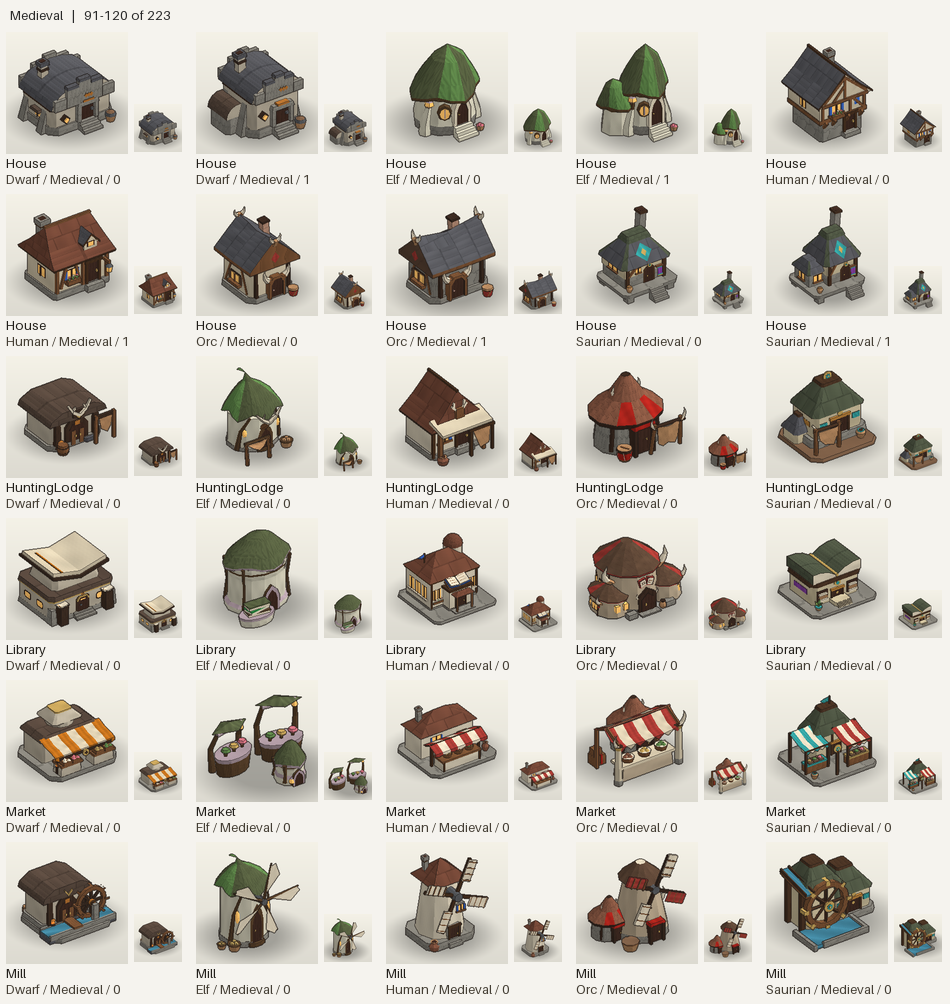 Medieval | 91-120 of 223
House
Dwarf / Medieval / 0
House
Dwarf / Medieval / 1
House
Elf / Medieval / 0
House
Elf / Medieval / 1
House
Human / Medieval / 0
House
Human / Medieval / 1
House
Orc / Medieval / 0
House
Orc / Medieval / 1
House
Saurian / Medieval / 0
House
Saurian / Medieval / 1
HuntingLodge
Dwarf / Medieval / 0
HuntingLodge
Elf / Medieval / 0
HuntingLodge
Human / Medieval / 0
HuntingLodge
Orc / Medieval / 0
HuntingLodge
Saurian / Medieval / 0
Library
Dwarf / Medieval / 0
Library
Elf / Medieval / 0
Library
Human / Medieval / 0
Library
Orc / Medieval / 0
Library
Saurian / Medieval / 0
Market
Dwarf / Medieval / 0
Market
Elf / Medieval / 0
Market
Human / Medieval / 0
Market
Orc / Medieval / 0
Market
Saurian / Medieval / 0
Mill
Dwarf / Medieval / 0
Mill
Elf / Medieval / 0
Mill
Human / Medieval / 0
Mill
Orc / Medieval / 0
Mill
Saurian / Medieval / 0